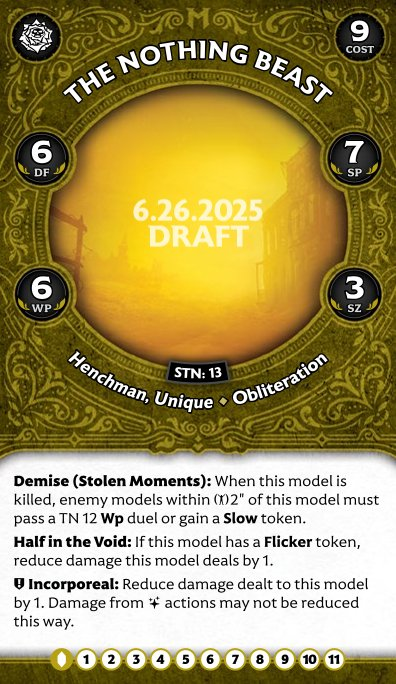 9
COST
THE NOTHING BEAST
6
DF
7
SP
6.26.2025
DRAFT
6
WP
3
SZ
STN: 13
Henchman, Unique ◆ Obliteration
Demise (Stolen Moments): When this model is
killed, enemy models within 2" of this model must
pass a TN 12 Wp duel or gain a Slow token.
Half in the Void: If this model has a Flicker token,
reduce damage this model deals by 1.
Incorporeal: Reduce damage dealt to this model
by 1. Damage from actions may not be reduced
this way.
1 2 3 4 5 6 7 8 9 10 11